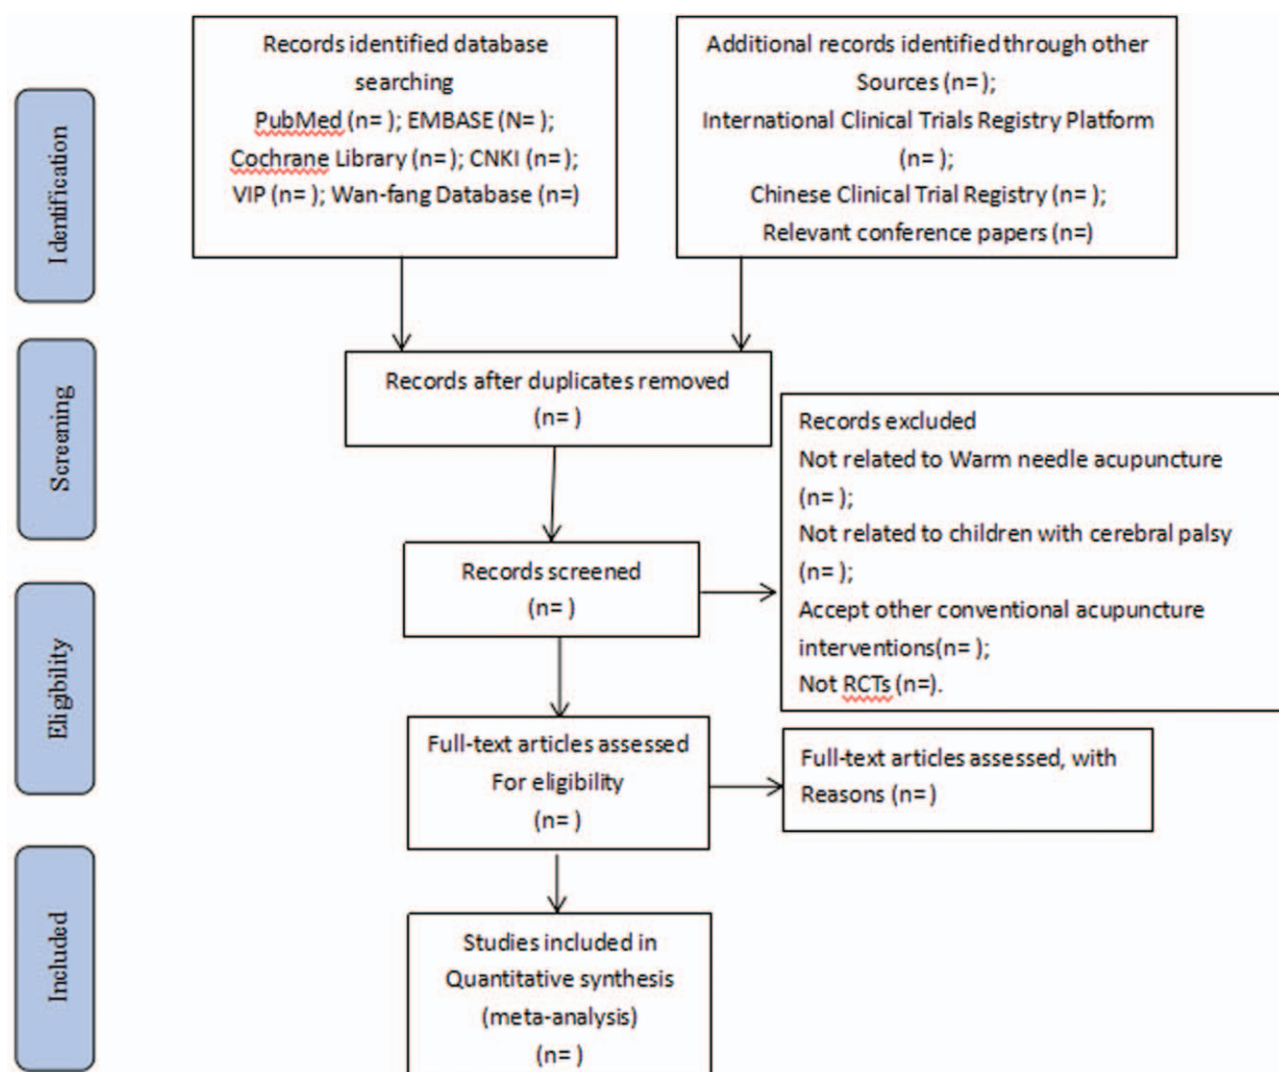 Identification
Records identified database
searching
PubMed (n= ); EMBASE (N= );
Cochrane Library (n= ); CNKI (n= );
VIP (n= ); Wan-fang Database (n=)
Additional records identified through other
Sources (n= );
International Clinical Trials Registry Platform
(n= );
Chinese Clinical Trial Registry (n= );
Relevant conference papers (n=)
Screening
Records after duplicates removed
(n= )
Records screened
(n= )
Records excluded
Not related to Warm needle acupuncture
(n= );
Not related to children with cerebral palsy
(n= );
Accept other conventional acupuncture
interventions(n= );
Not RCTs (n=).
Eligibility
Full-text articles assessed
For eligibility
(n= )
Full-text articles assessed, with
Reasons (n= )
Included
Studies included in
Quantitative synthesis
(meta-analysis)
(n= )